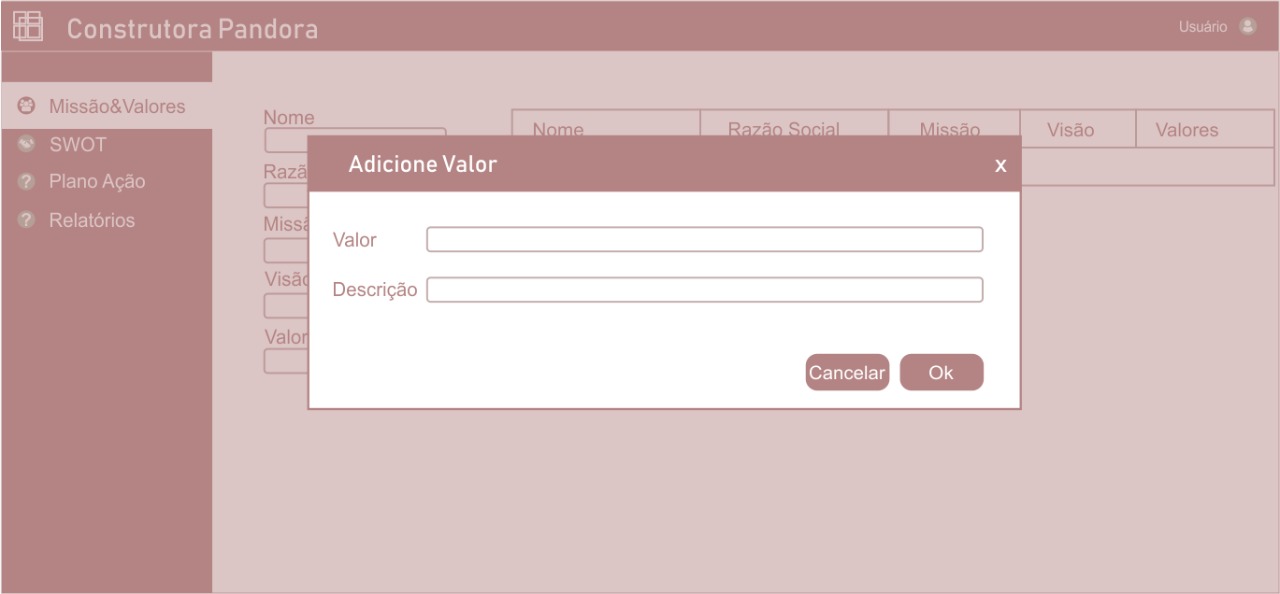 Construtora Pandora
Usuário
Missão&Valores
SWOT
? Plano Ação
? Relatórios
Nome
Razã
Missã
Visão
Valor
Nome Razão Social Missão Visão Valores
Adicione Valor x
Valor
Descrição
Cancelar Ok